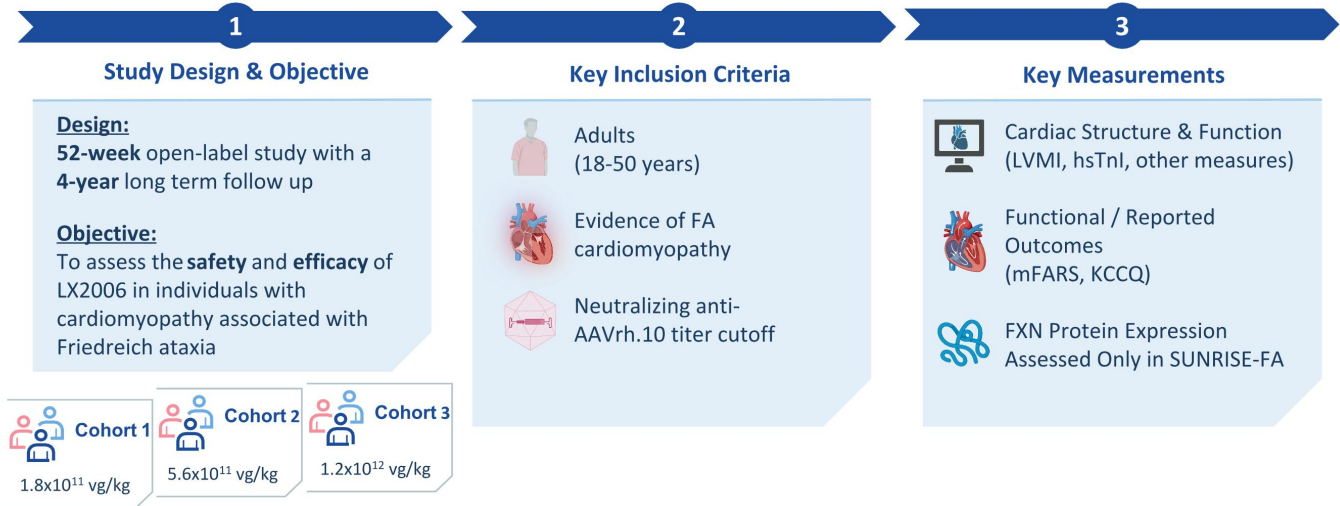 1
Study Design & Objective
Design:
52-week open-label study with a
4-year long term follow up
Objective:
To assess the safety and efficacy of
LX2006 in individuals with
cardiomyopathy associated with
Friedreich ataxia
Cohort 1
1.8x10¹¹ vg/kg
Cohort 2
5.6x10¹¹ vg/kg
Cohort 3
1.2x10¹² vg/kg
2
Key Inclusion Criteria
Adults
(18-50 years)
Evidence of FA
cardiomyopathy
Neutralizing anti-
AAVrh.10 titer cutoff
3
Key Measurements
Cardiac Structure & Function
(LVMI, hsTnI, other measures)
Functional / Reported
Outcomes
(mFARS, KCCQ)
FXN Protein Expression
Assessed Only in SUNRISE-FA